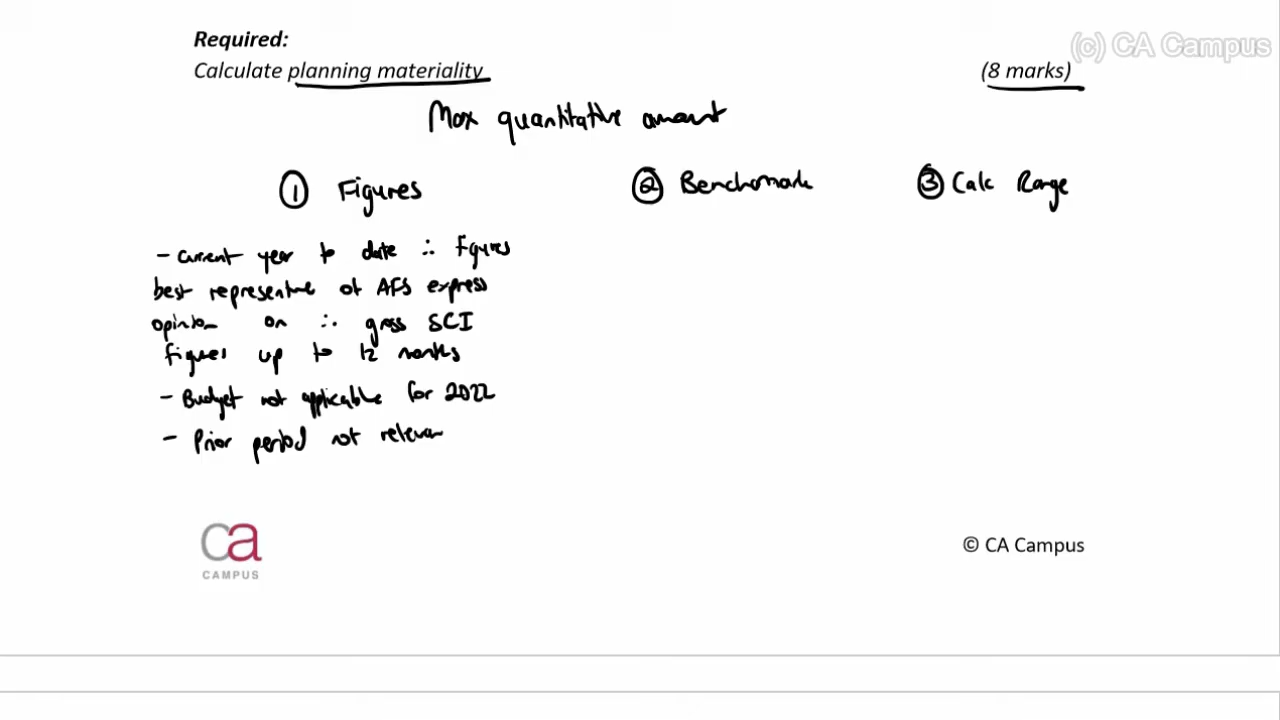 (c) CA Campus
Required:
Calculate planning materiality (8 marks)
Max quantitative amount
① Figures
② Benchmark
③ Calc Range
- Current year to date ∴ figures
best representive of AFS express
opinion on ∴ gross SCI
figures up to 12 months
- Budget not applicable for 2022
- Prior period not relevan
ca
CAMPUS
© CA Campus